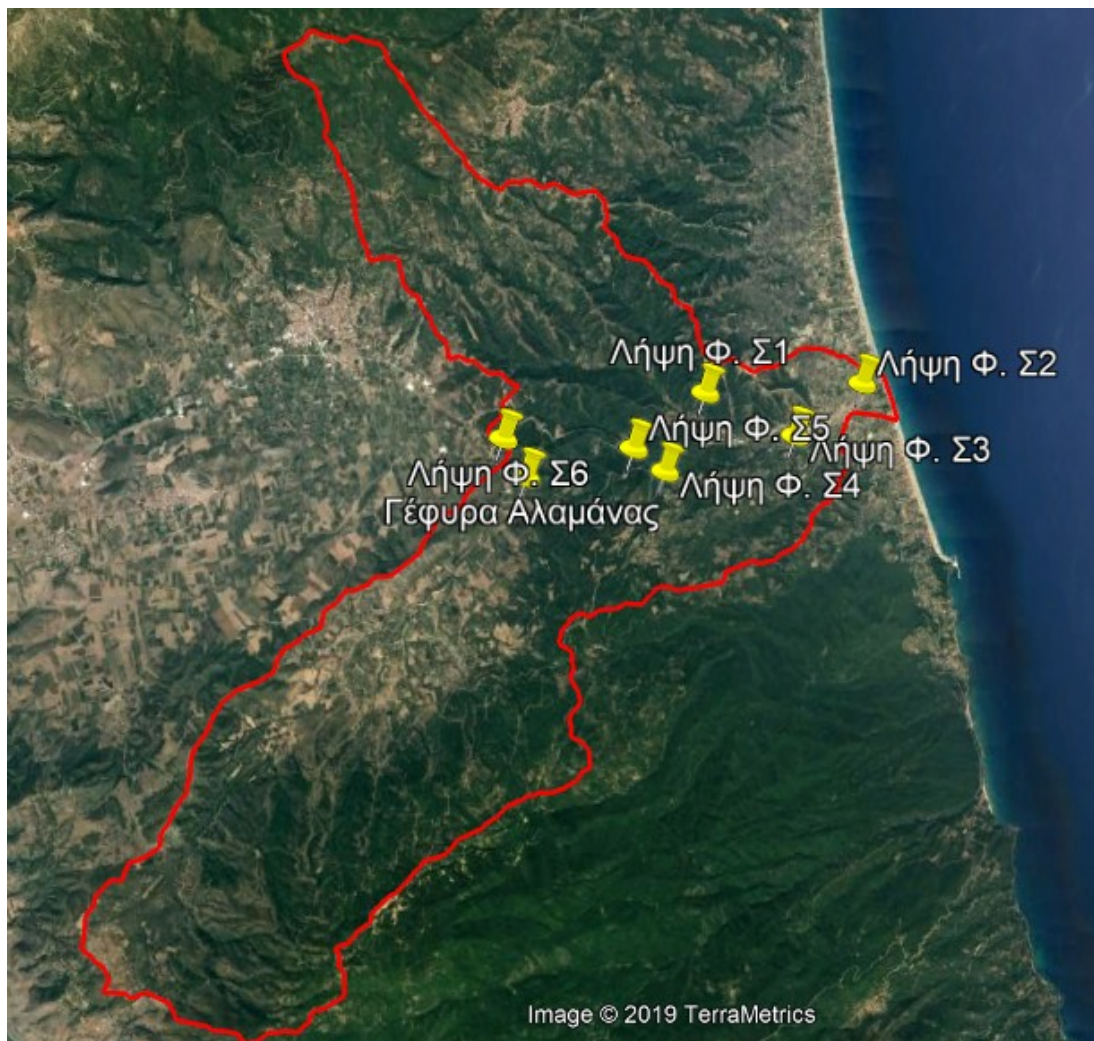 Λήψη Φ. Σ1
Λήψη Φ. Σ2
Λήψη Φ. Σ5
Λήψη Φ. Σ3
Λήψη Φ. Σ6
Λήψη Φ. Σ4
Γέφυρα Αλαμάνας
Image © 2019 TerraMetrics